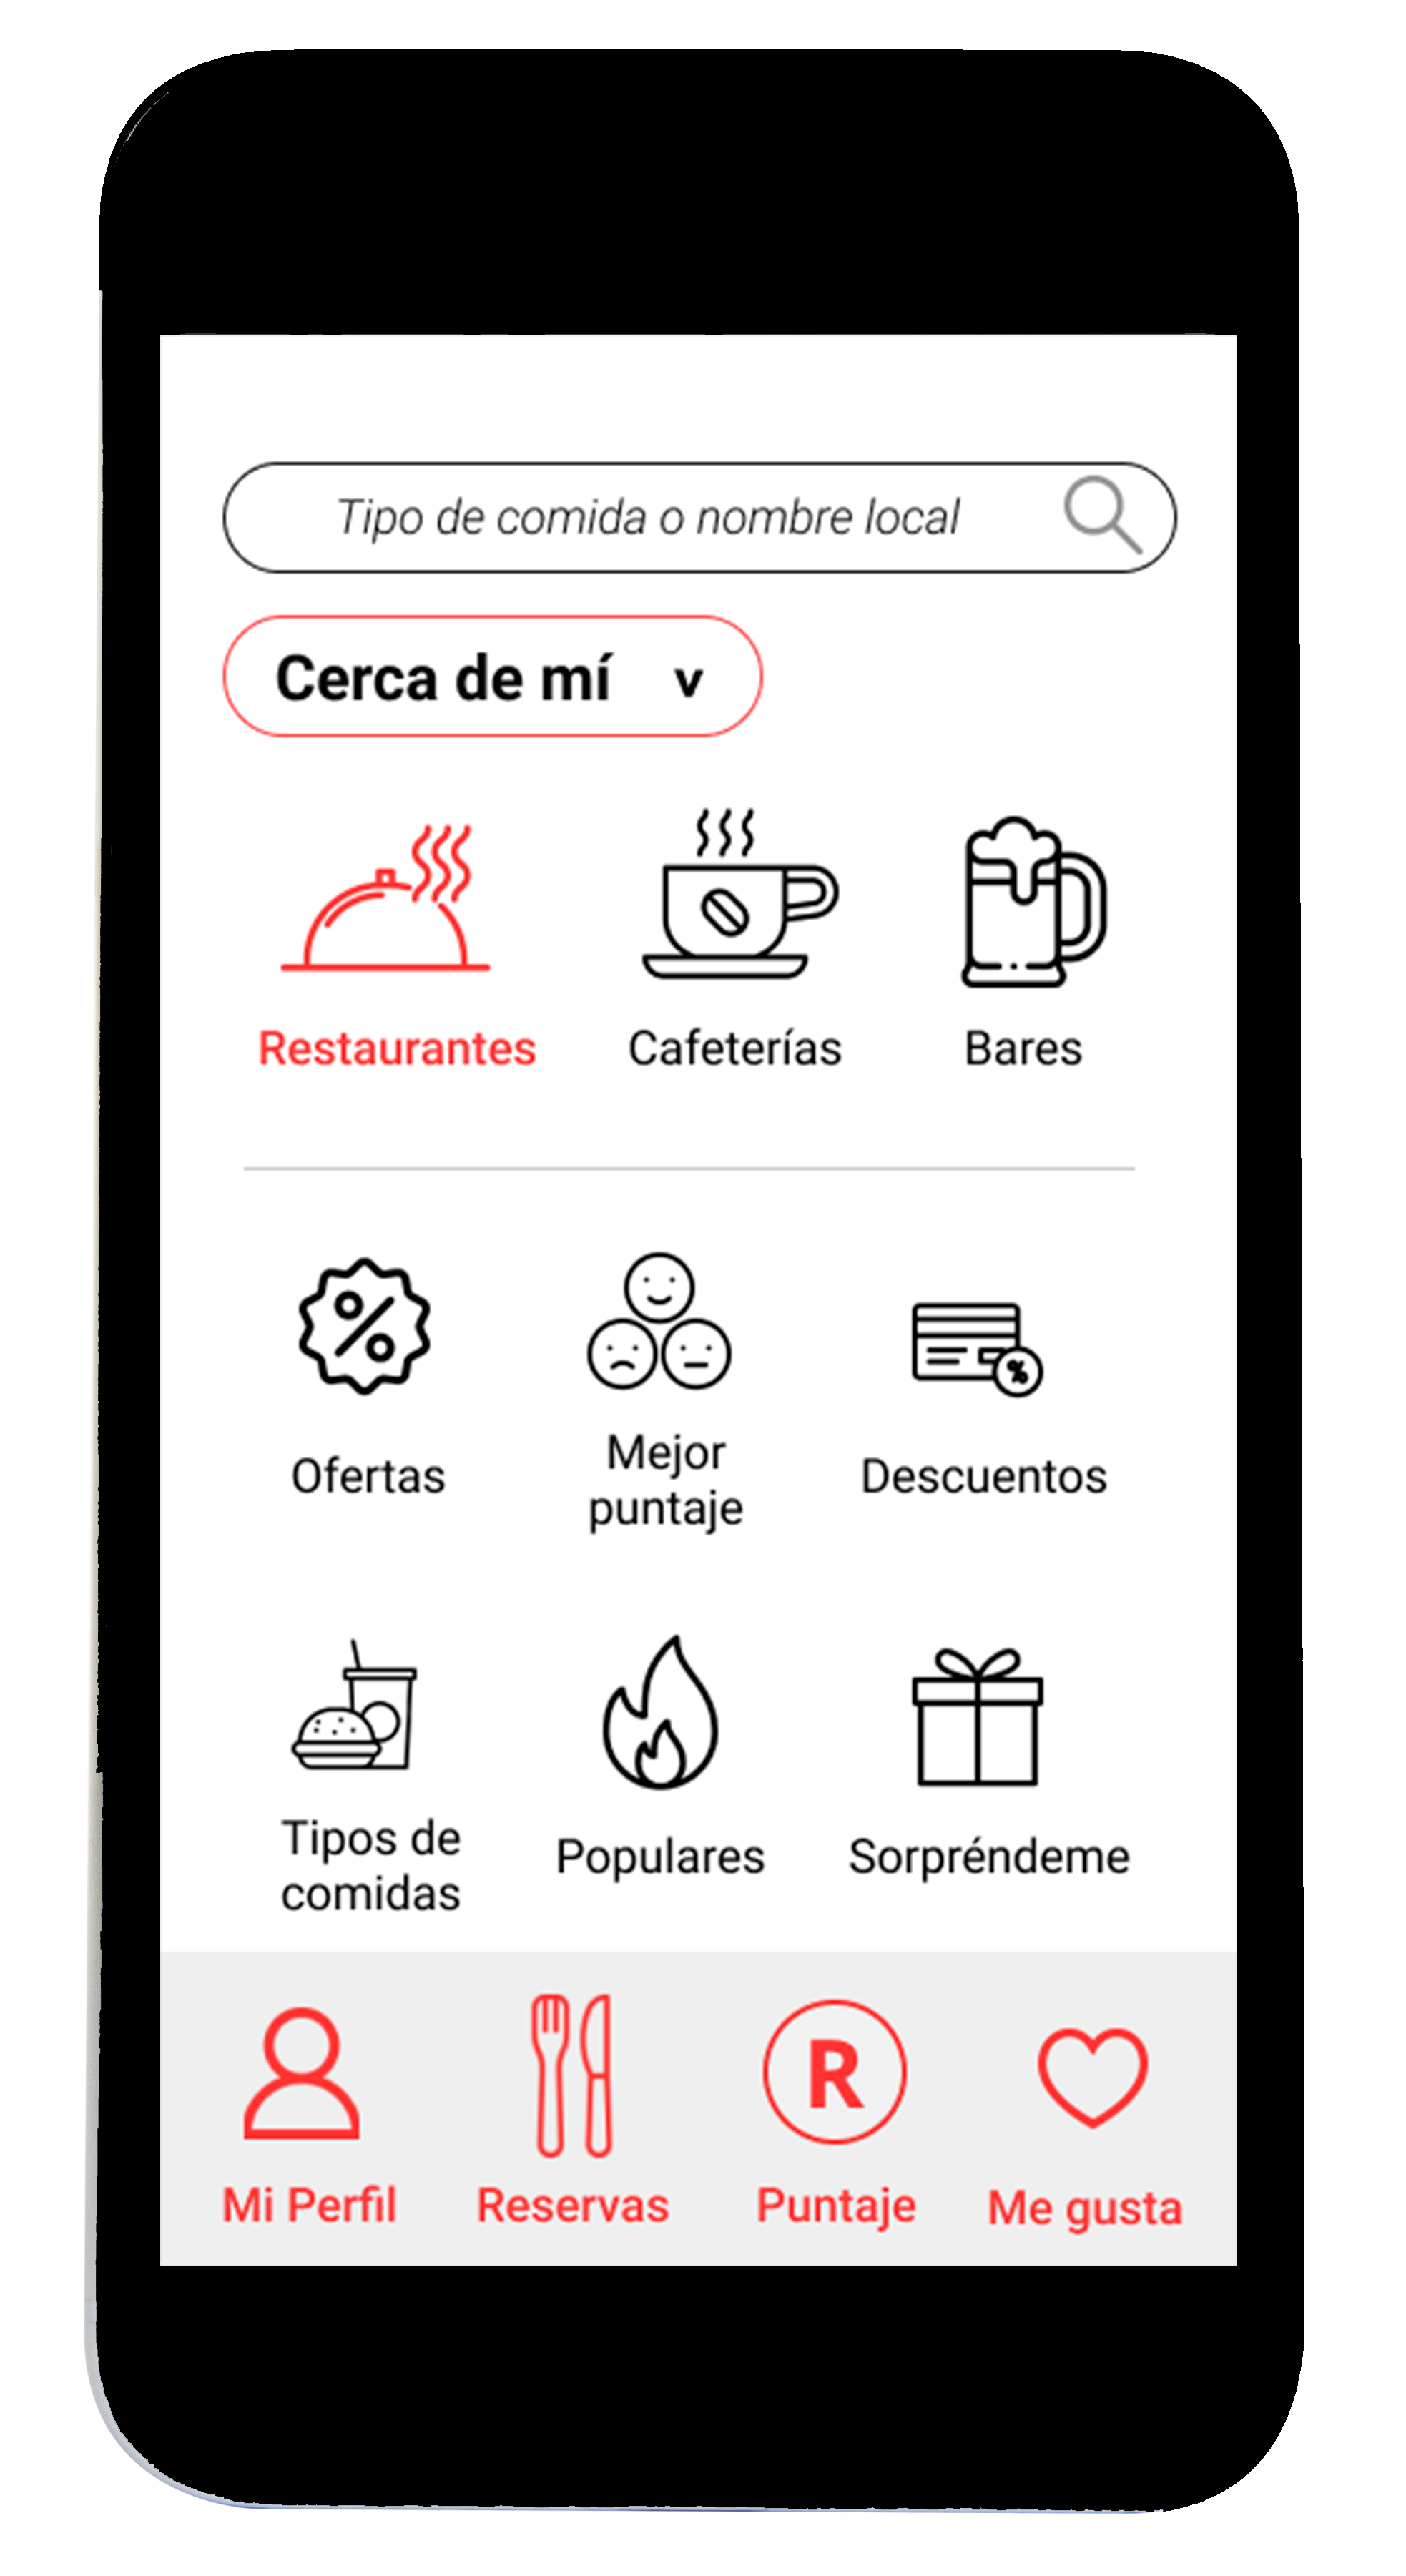 Tipo de comida o nombre local
Cerca de mí v
Restaurantes Cafeterías Bares
Ofertas
Mejor
puntaje
Descuentos
Tipos de
comidas
Populares
Sorpréndeme
R
Mi Perfil Reservas Puntaje Me gusta